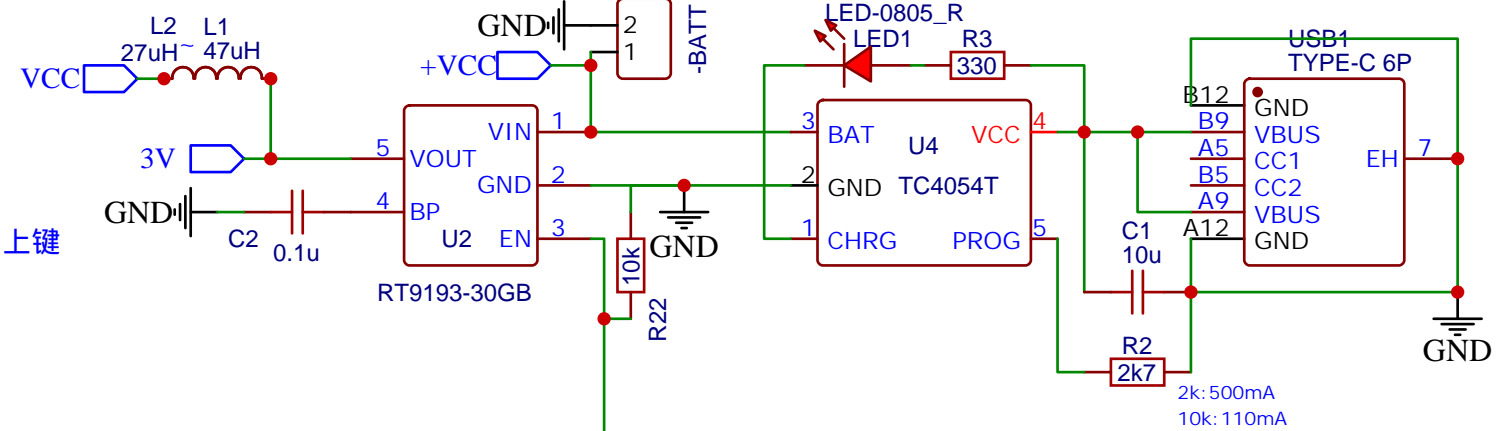 L2 L1
27uH~ 47uH
VCC
3V
GND
C2
0.1u
上键
GND
2
1
-BATT
+VCC
VIN
1
5
VOUT
GND
2
4
BP
U2
EN
3
RT9193-30GB
10k
R22
GND
LED-0805_R
LED1
R3
330
3
BAT
VCC
4
U4
2
GND
TC4054T
1
CHRG
PROG
5
C1
10u
R2
2k7
2k:500mA
10k:110mA
USB1
TYPE-C 6P
B12
GND
B9
VBUS
A5
CC1
B5
CC2
A9
VBUS
A12
GND
EH
7
GND